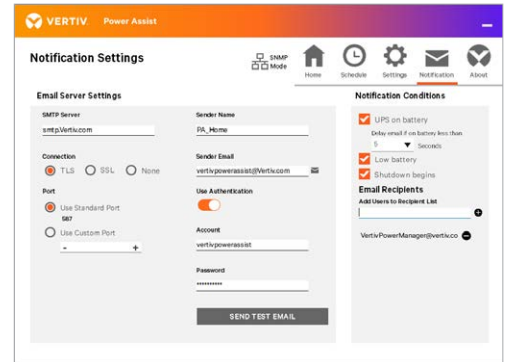 VERTIV. Power Assist
Notification Settings
SNMP
Mode
Home
Schedule
Settings
Notification
About
Email Server Settings
SMTP Server
smtp.Vertiv.com
Connection
TLS SSL None
Port
Use Standard Port
587
Use Custom Port
- +
Sender Name
PA_Home
Sender Email
vertivpowerassist@Vertiv.com
Use Authentication
Account
vertivpowerassist
Password
**********
SEND TEST EMAIL
Notification Conditions
UPS on battery
Delay email if on battery less than
5 Seconds
Low battery
Shutdown begins
Email Recipients
Add Users to Recipient List
VertivPowerManager@vertiv.co